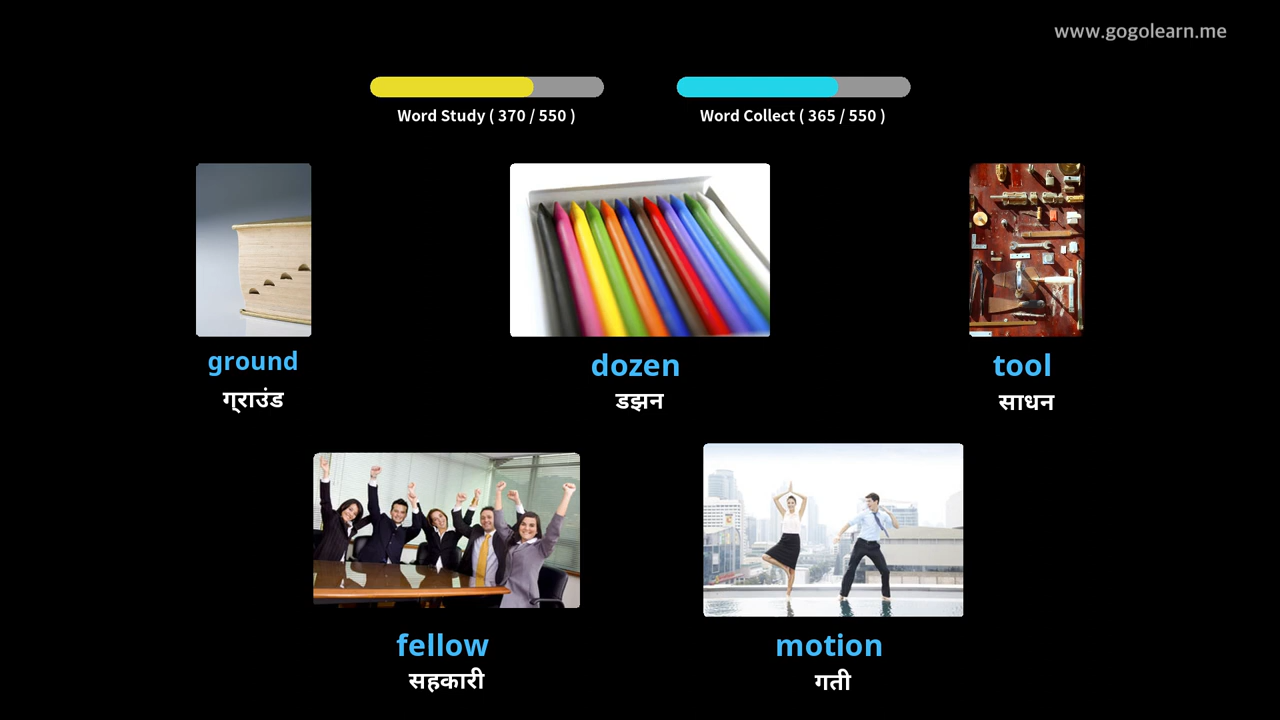 www.gogolearn.me
Word Study ( 370 / 550 )
Word Collect ( 365 / 550 )
ground
ग्राउंड
dozen
डझन
tool
साधन
fellow
सहकारी
motion
गती